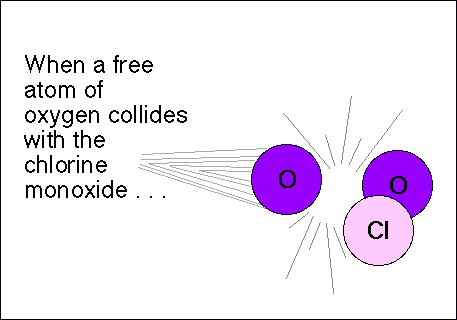 When a free
atom of
oxygen collides
with the
chlorine
monoxide . . .
O
O
Cl